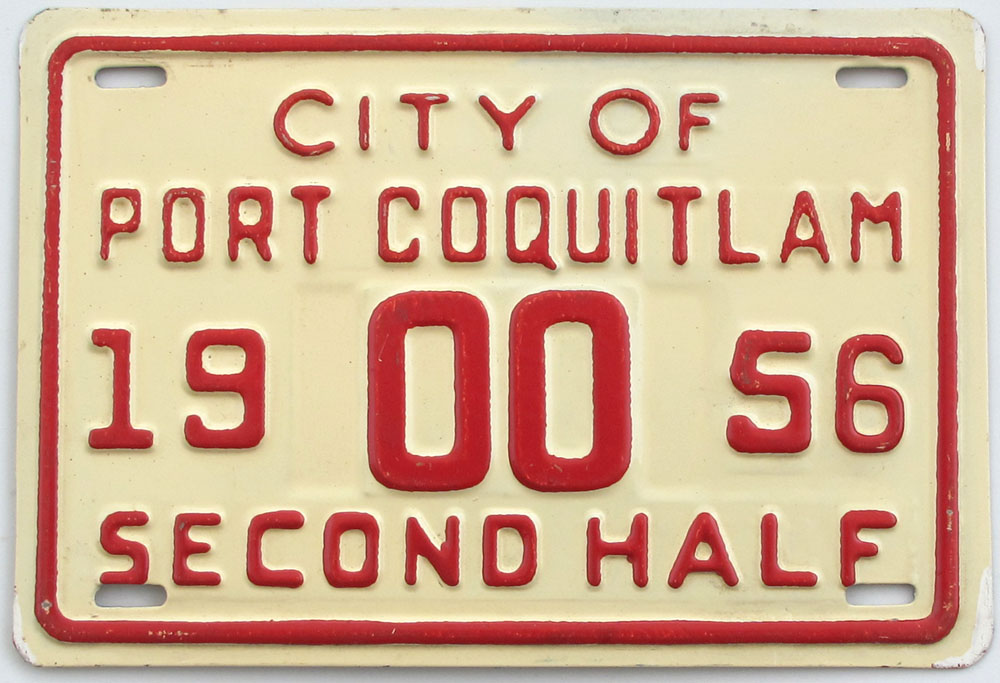 CITY OF
PORT COQUITLAM
19 00 56
SECOND HALF